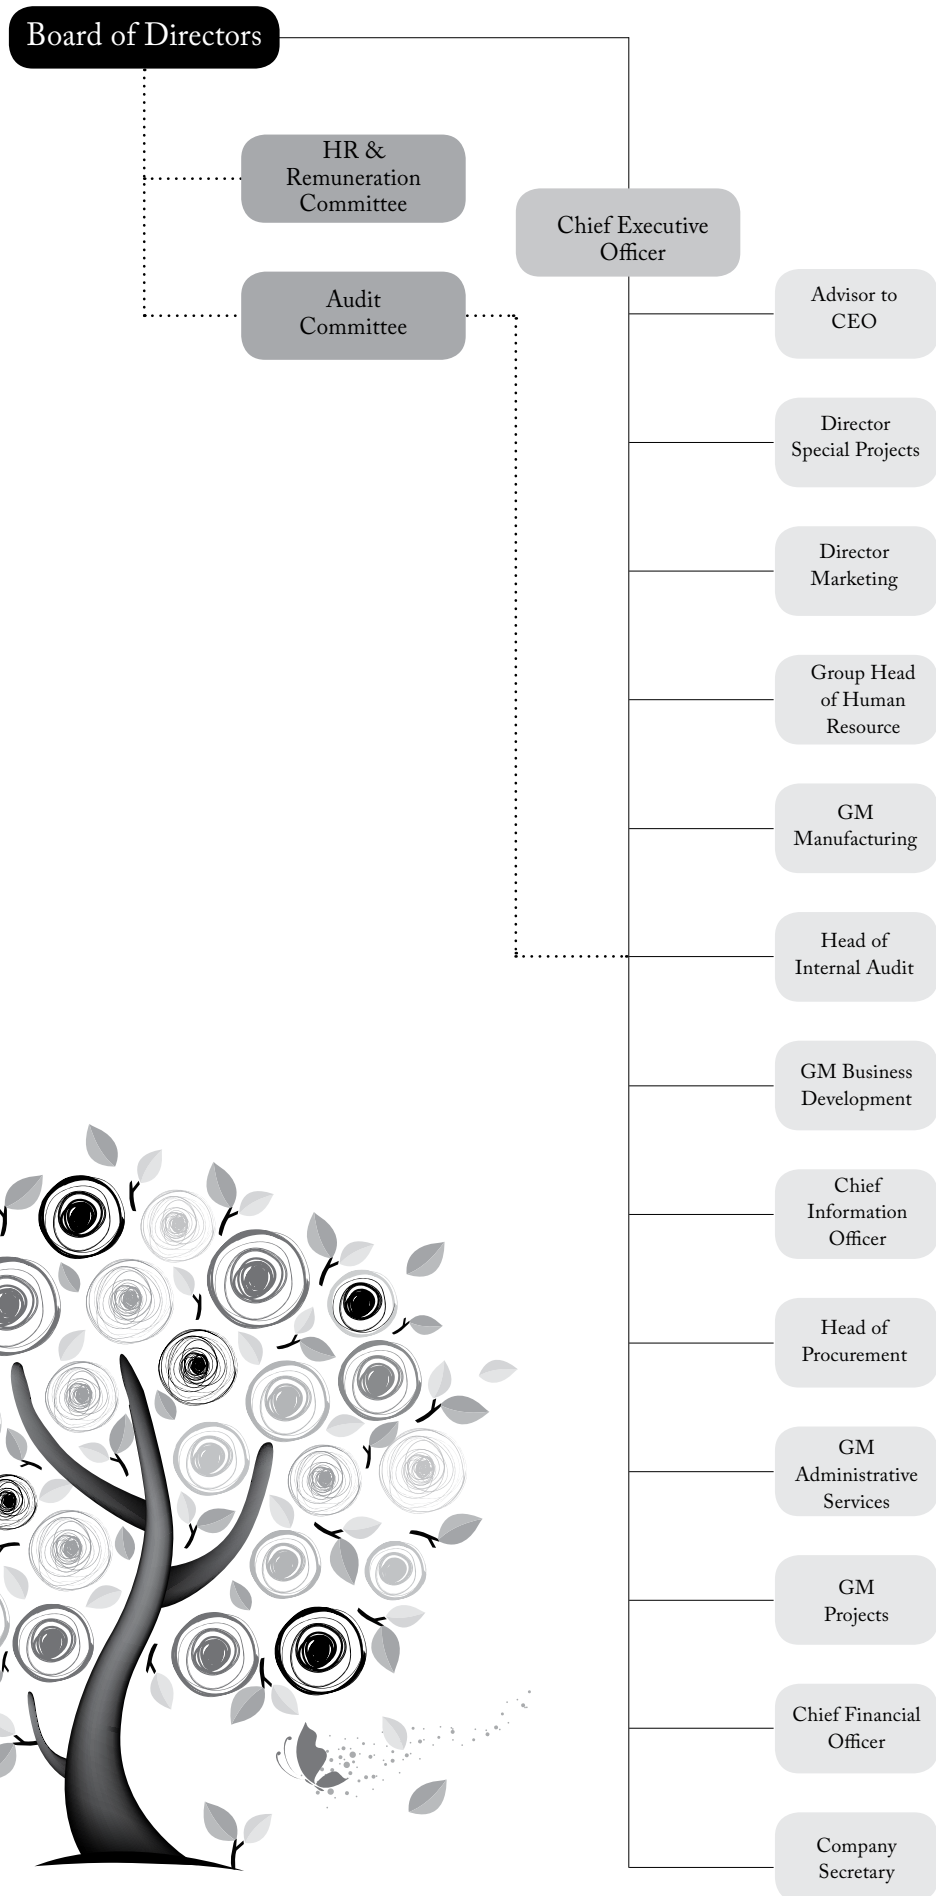 Board of Directors
HR &
Remuneration
Committee
Chief Executive
Officer
Audit
Committee
Advisor to
CEO
Director
Special Projects
Director
Marketing
Group Head
of Human
Resource
GM
Manufacturing
Head of
Internal Audit
GM Business
Development
Chief
Information
Officer
Head of
Procurement
GM
Administrative
Services
GM
Projects
Chief Financial
Officer
Company
Secretary